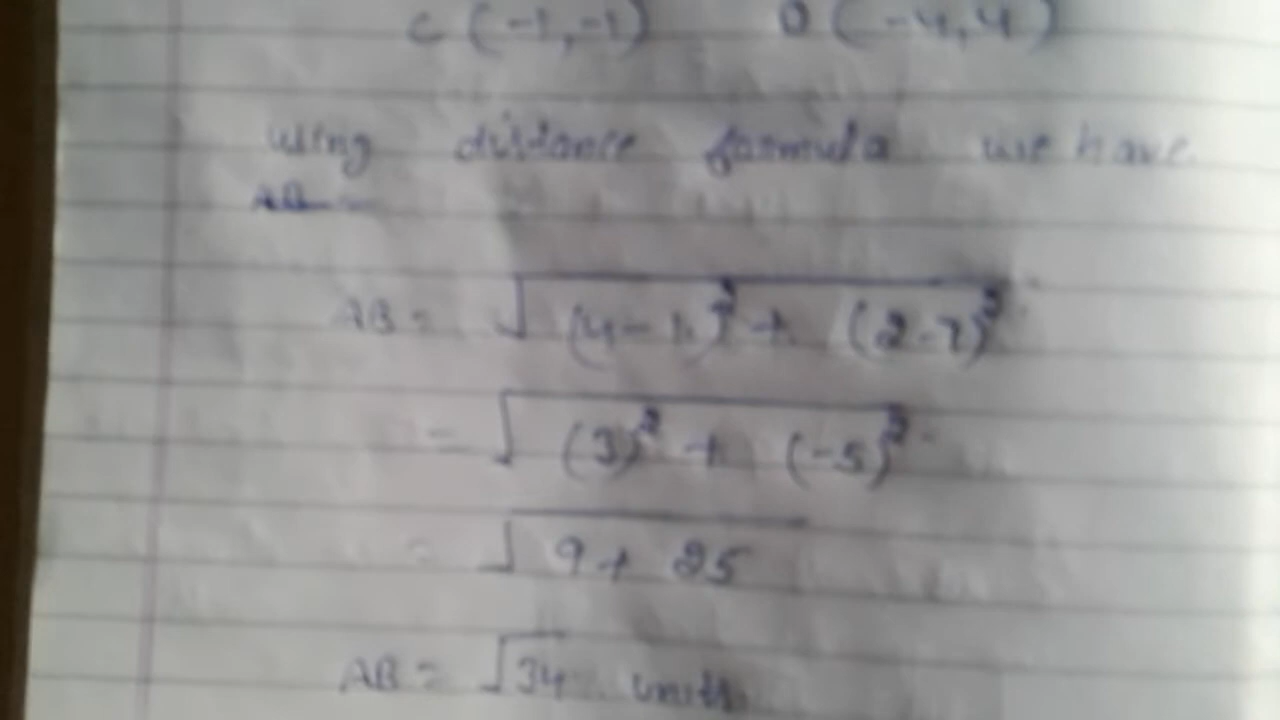 C (-1,-1) D (-4,4)
using distance formula we have
AB =
AB = √(4-1)² + (2-7)²
= √(3)² + (-5)²
= √9+ 25
AB = √34 units